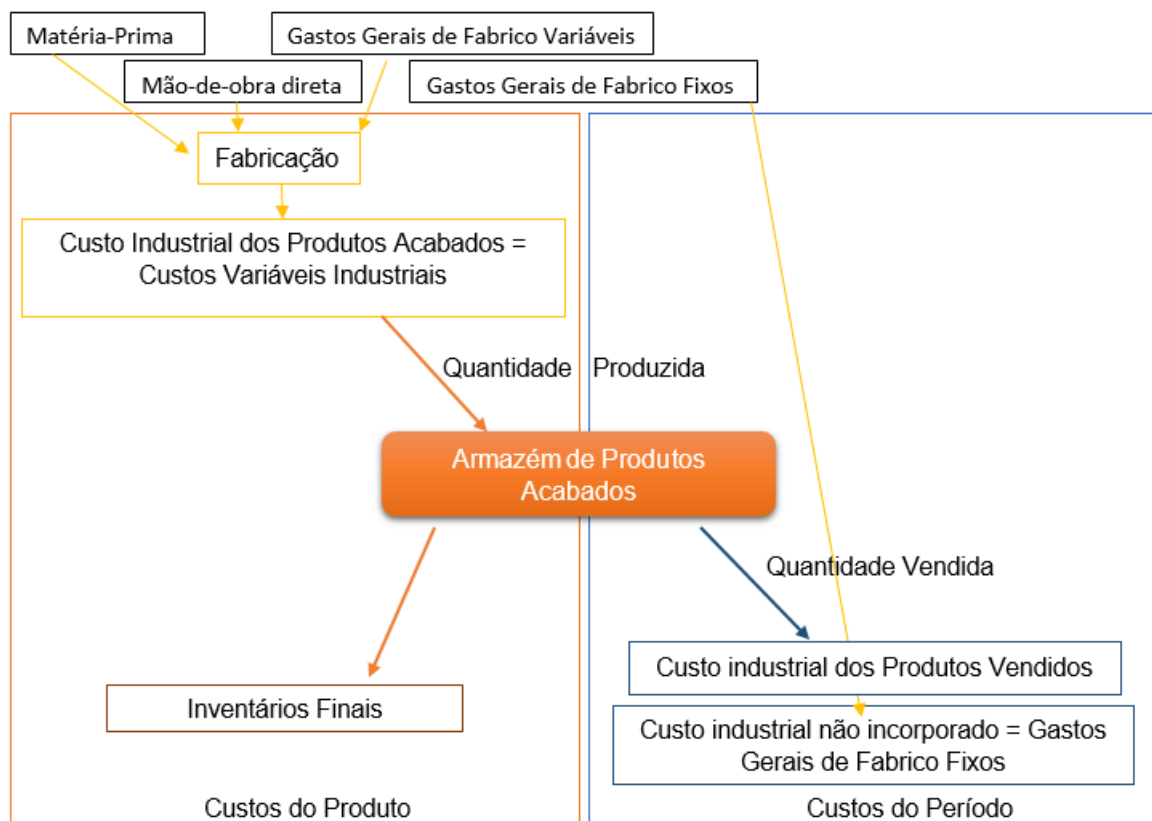 Matéria-Prima
Gastos Gerais de Fabrico Variáveis
Mão-de-obra direta
Gastos Gerais de Fabrico Fixos
Fabricação
Custo Industrial dos Produtos Acabados =
Custos Variáveis Industriais
Quantidade Produzida
Armazém de Produtos
Acabados
Quantidade Vendida
Custo industrial dos Produtos Vendidos
Inventários Finais
Custo industrial não incorporado = Gastos
Gerais de Fabrico Fixos
Custos do Produto
Custos do Período